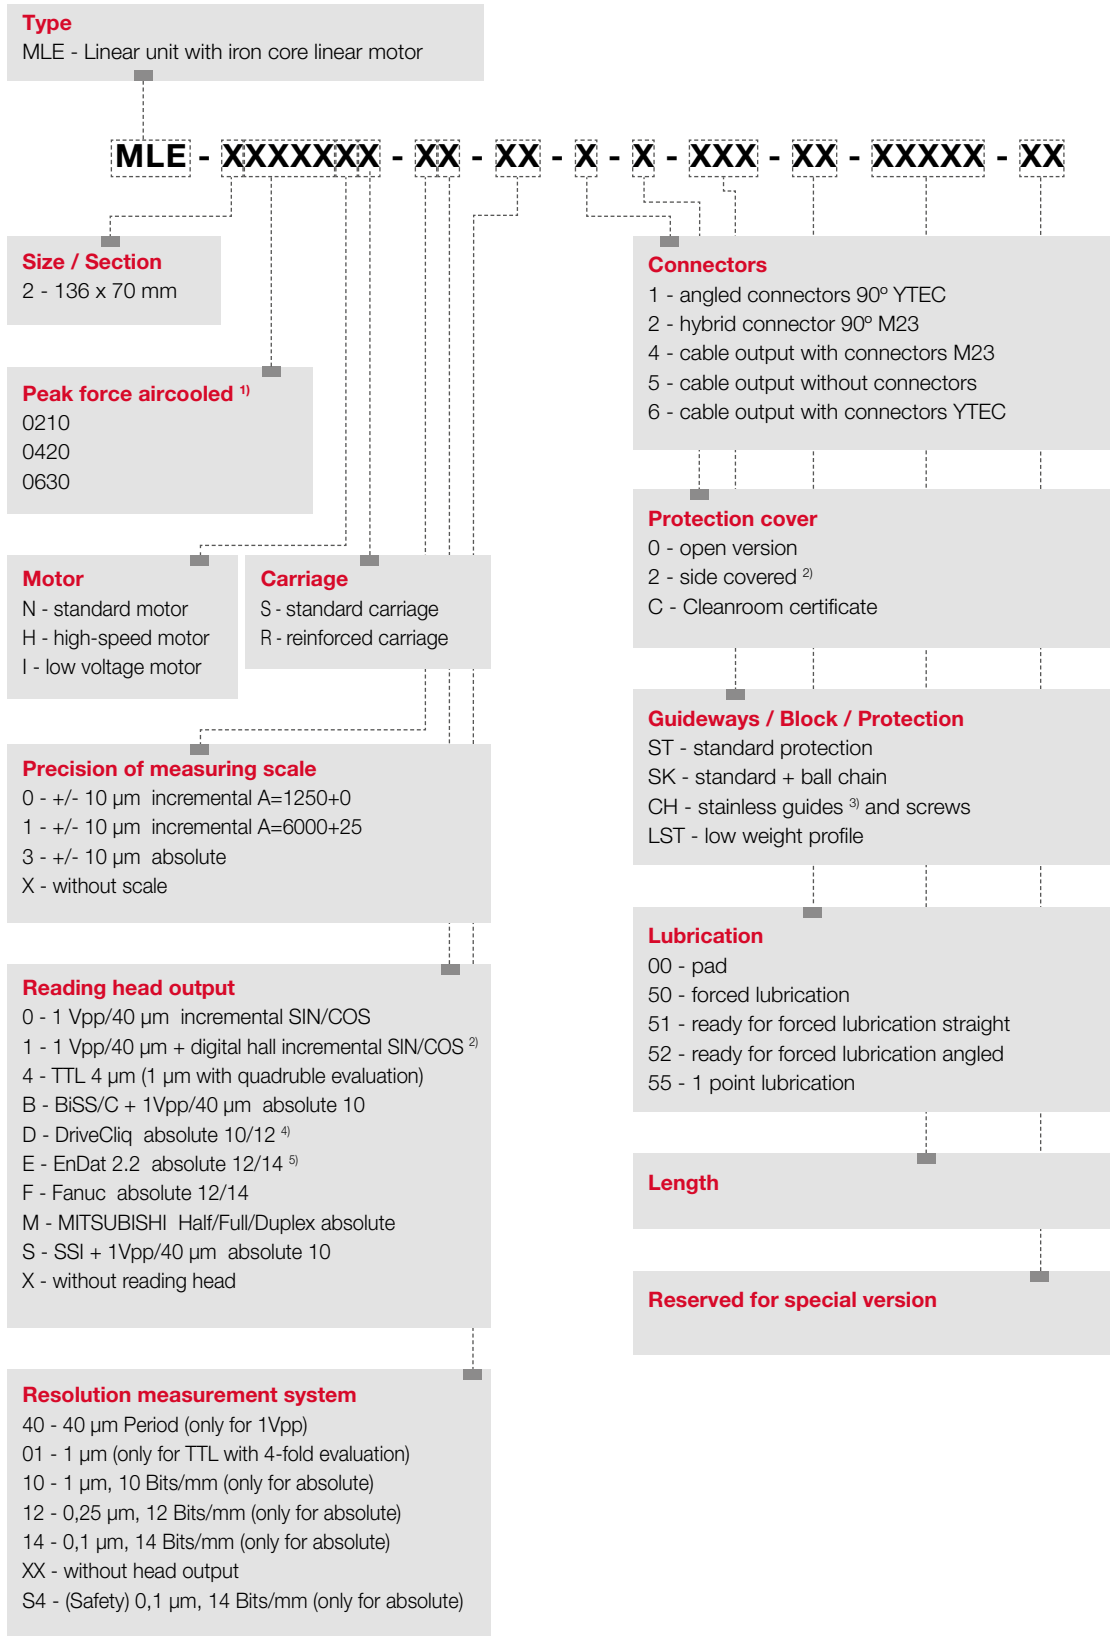 Type
MLE - Linear unit with iron core linear motor
MLE - XXXXXXX - XX - XX - X - X - XXX - XX - XXXXX - XX
Size / Section
2 - 136 x 70 mm
Peak force aircooled 1)
0210
0420
0630
Motor
N - standard motor
H - high-speed motor
I - low voltage motor
Carriage
S - standard carriage
R - reinforced carriage
Precision of measuring scale
0 - +/- 10 µm incremental A=1250+0
1 - +/- 10 µm incremental A=6000+25
3 - +/- 10 µm absolute
X - without scale
Reading head output
0 - 1 Vpp/40 µm incremental SIN/COS
1 - 1 Vpp/40 µm + digital hall incremental SIN/COS 2)
4 - TTL 4 µm (1 µm with quadruble evaluation)
B - BiSS/C + 1Vpp/40 µm absolute 10
D - DriveCliq absolute 10/12 4)
E - EnDat 2.2 absolute 12/14 5)
F - Fanuc absolute 12/14
M - MITSUBISHI Half/Full/Duplex absolute
S - SSI + 1Vpp/40 µm absolute 10
X - without reading head
Resolution measurement system
40 - 40 µm Period (only for 1Vpp)
01 - 1 µm (only for TTL with 4-fold evaluation)
10 - 1 µm, 10 Bits/mm (only for absolute)
12 - 0,25 µm, 12 Bits/mm (only for absolute)
14 - 0,1 µm, 14 Bits/mm (only for absolute)
XX - without head output
S4 - (Safety) 0,1 µm, 14 Bits/mm (only for absolute)
Connectors
1 - angled connectors 90º YTEC
2 - hybrid connector 90º M23
4 - cable output with connectors M23
5 - cable output without connectors
6 - cable output with connectors YTEC
Protection cover
0 - open version
2 - side covered 2)
C - Cleanroom certificate
Guideways / Block / Protection
ST - standard protection
SK - standard + ball chain
CH - stainless guides 3) and screws
LST - low weight profile
Lubrication
00 - pad
50 - forced lubrication
51 - ready for forced lubrication straight
52 - ready for forced lubrication angled
55 - 1 point lubrication
Length
Reserved for special version